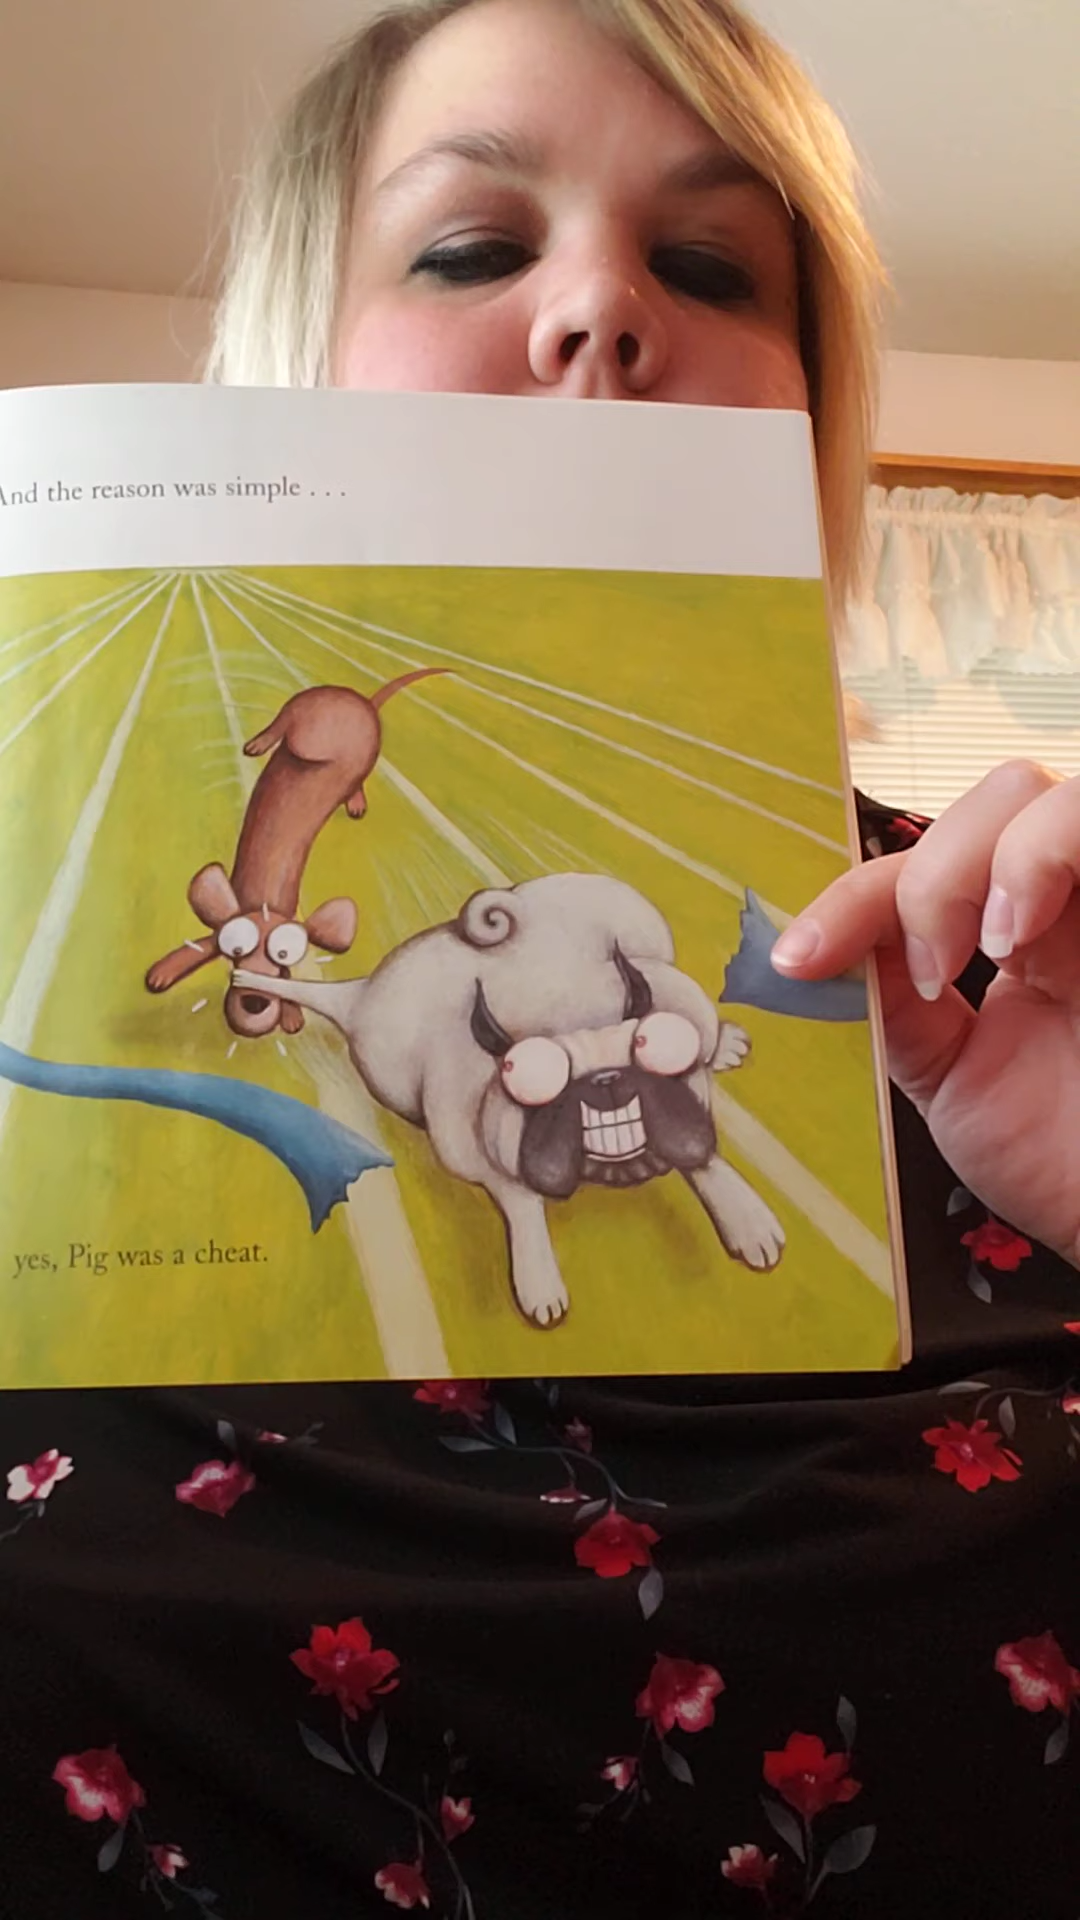 And the reason was simple . . .
yes, Pig was a cheat.